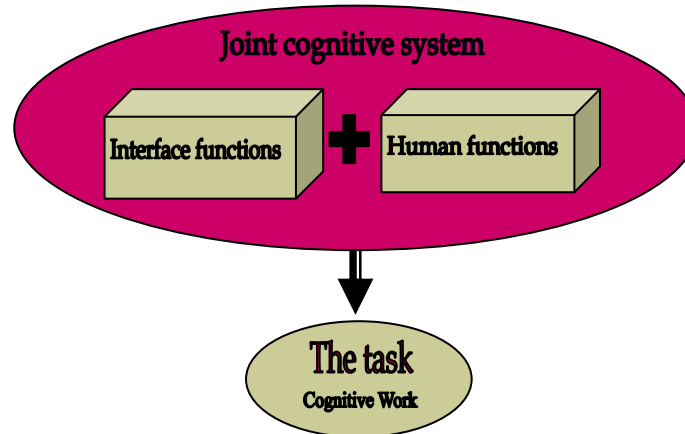 Joint cognitive system
Interface functions
Human functions
The task
Cognitive Work